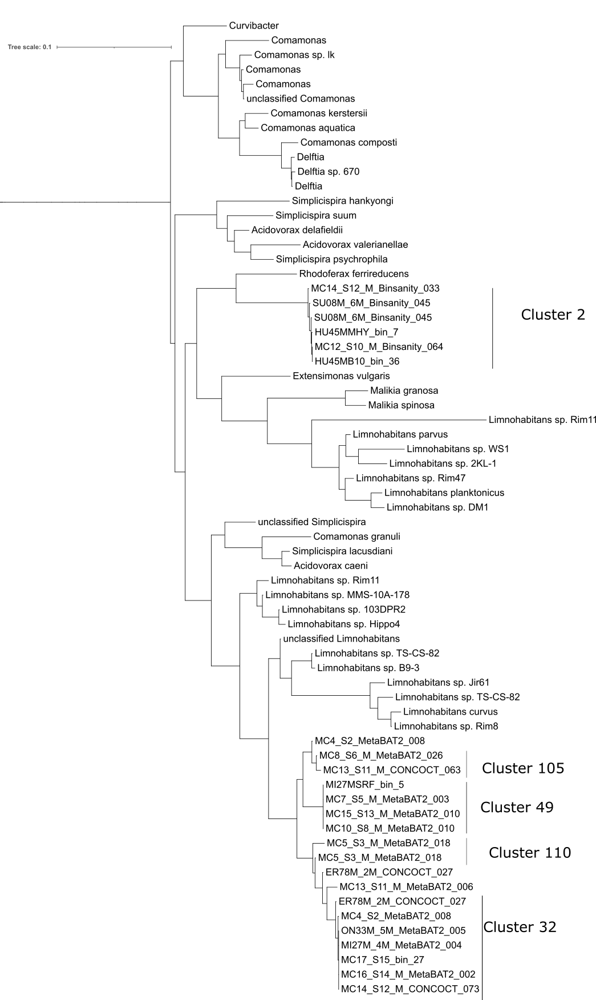 Curvibacter
Tree scale: 0.1
Comamonas
Comamonas sp. lk
Comamonas
Comamonas
unclassified Comamonas
Comamonas kerstersii
Comamonas aquatica
Comamonas composti
Delftia
Delftia sp. 670
Delftia
Simplicispira hankyongi
Simplicispira suum
Acidovorax delafieldii
Acidovorax valerianellae
Simplicispira psychrophila
Rhodoferax ferrireducens
MC14_S12_M_Binsanity_033
SU08M_6M_Binsanity_045
Cluster 2
SU08M_6M_Binsanity_045
HU45MMHY_bin_7
MC12_S10_M_Binsanity_064
HU45MB10_bin_36
Extensimonas vulgaris
Malikia granosa
Malikia spinosa
Limnohabitans sp. Rim11
Limnohabitans parvus
Limnohabitans sp. WS1
Limnohabitans sp. 2KL-1
Limnohabitans sp. Rim47
Limnohabitans planktonicus
Limnohabitans sp. DM1
unclassified Simplicispira
Comamonas granuli
Simplicispira lacusdiani
Acidovorax caeni
Limnohabitans sp. Rim11
Limnohabitans sp. MMS-10A-178
Limnohabitans sp. 103DPR2
Limnohabitans sp. Hippo4
unclassified Limnohabitans
Limnohabitans sp. TS-CS-82
Limnohabitans sp. B9-3
Limnohabitans sp. Jir61
Limnohabitans sp. TS-CS-82
Limnohabitans curvus
Limnohabitans sp. Rim8
MC4_S2_MetaBAT2_008
MC8_S6_M_MetaBAT2_026
Cluster 105
MC13_S11_M_CONCOCT_063
MI27MSRF_bin_5
MC7_S5_M_MetaBAT2_003
Cluster 49
MC15_S13_M_MetaBAT2_010
MC10_S8_M_MetaBAT2_010
MC5_S3_M_MetaBAT2_018
Cluster 110
MC5_S3_M_MetaBAT2_018
ER78M_2M_CONCOCT_027
MC13_S11_M_MetaBAT2_006
ER78M_2M_CONCOCT_027
MC4_S2_MetaBAT2_008
Cluster 32
ON33M_5M_MetaBAT2_005
MI27M_4M_MetaBAT2_004
MC17_S15_bin_27
MC16_S14_M_MetaBAT2_002
MC14_S12_M_CONCOCT_073